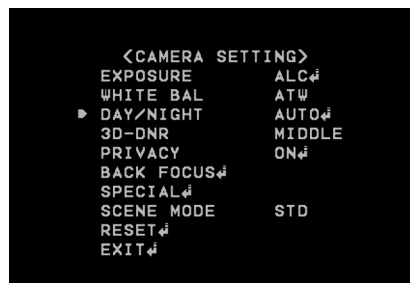 <CAMERA SETTING>
EXPOSURE ALC↲
WHITE BAL ATW
DAY/NIGHT AUTO↲
3D-DNR MIDDLE
PRIVACY ON↲
BACK FOCUS↲
SPECIAL↲
SCENE MODE STD
RESET↲
EXIT↲